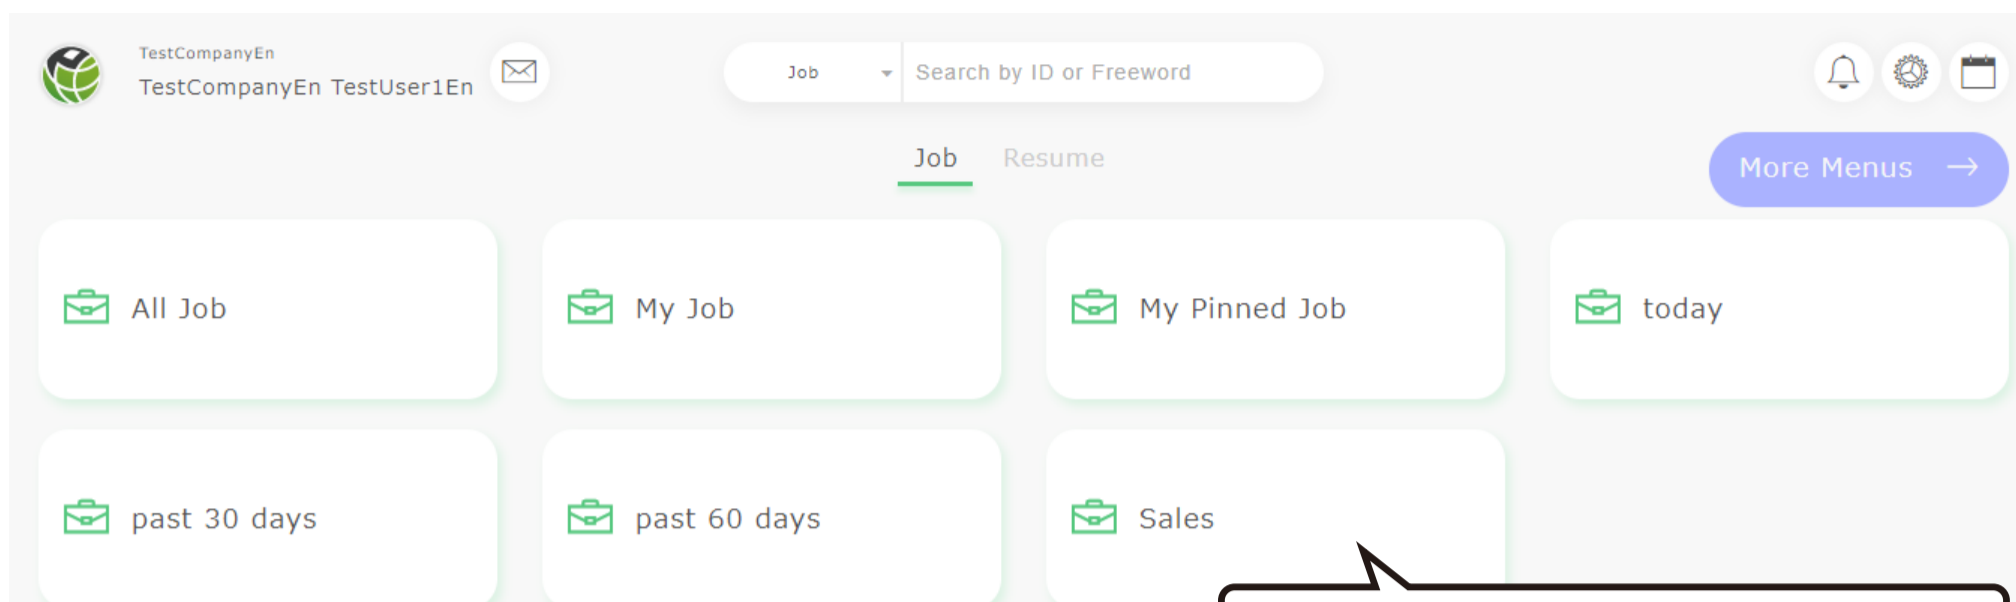 TestCompanyEn
TestCompanyEn TestUser1En
Job
Search by ID or Freeword
Job
Resume
More Menus →
All Job
My Job
My Pinned Job
today
past 30 days
past 60 days
Sales